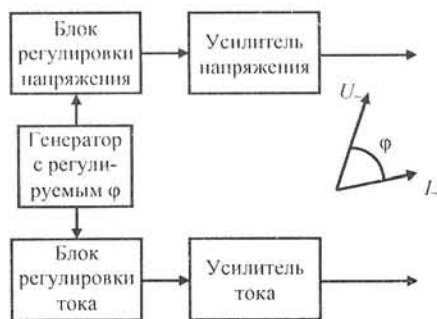 Блок
регулировки
напряжения
Усилитель
напряжения
U~
φ
I~
Генератор
с регули-
руемым φ
Блок
регулировки
тока
Усилитель
тока